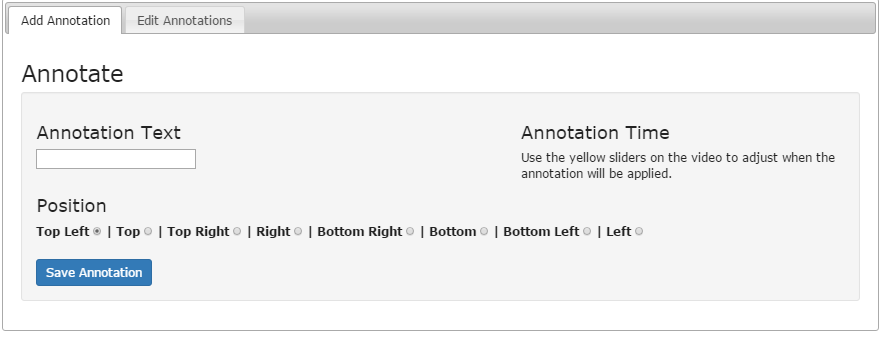 Add Annotation Edit Annotations
Annotate
Annotation Text
Annotation Time
Use the yellow sliders on the video to adjust when the
annotation will be applied.
Position
Top Left | Top | Top Right | Right | Bottom Right | Bottom | Bottom Left | Left
Save Annotation